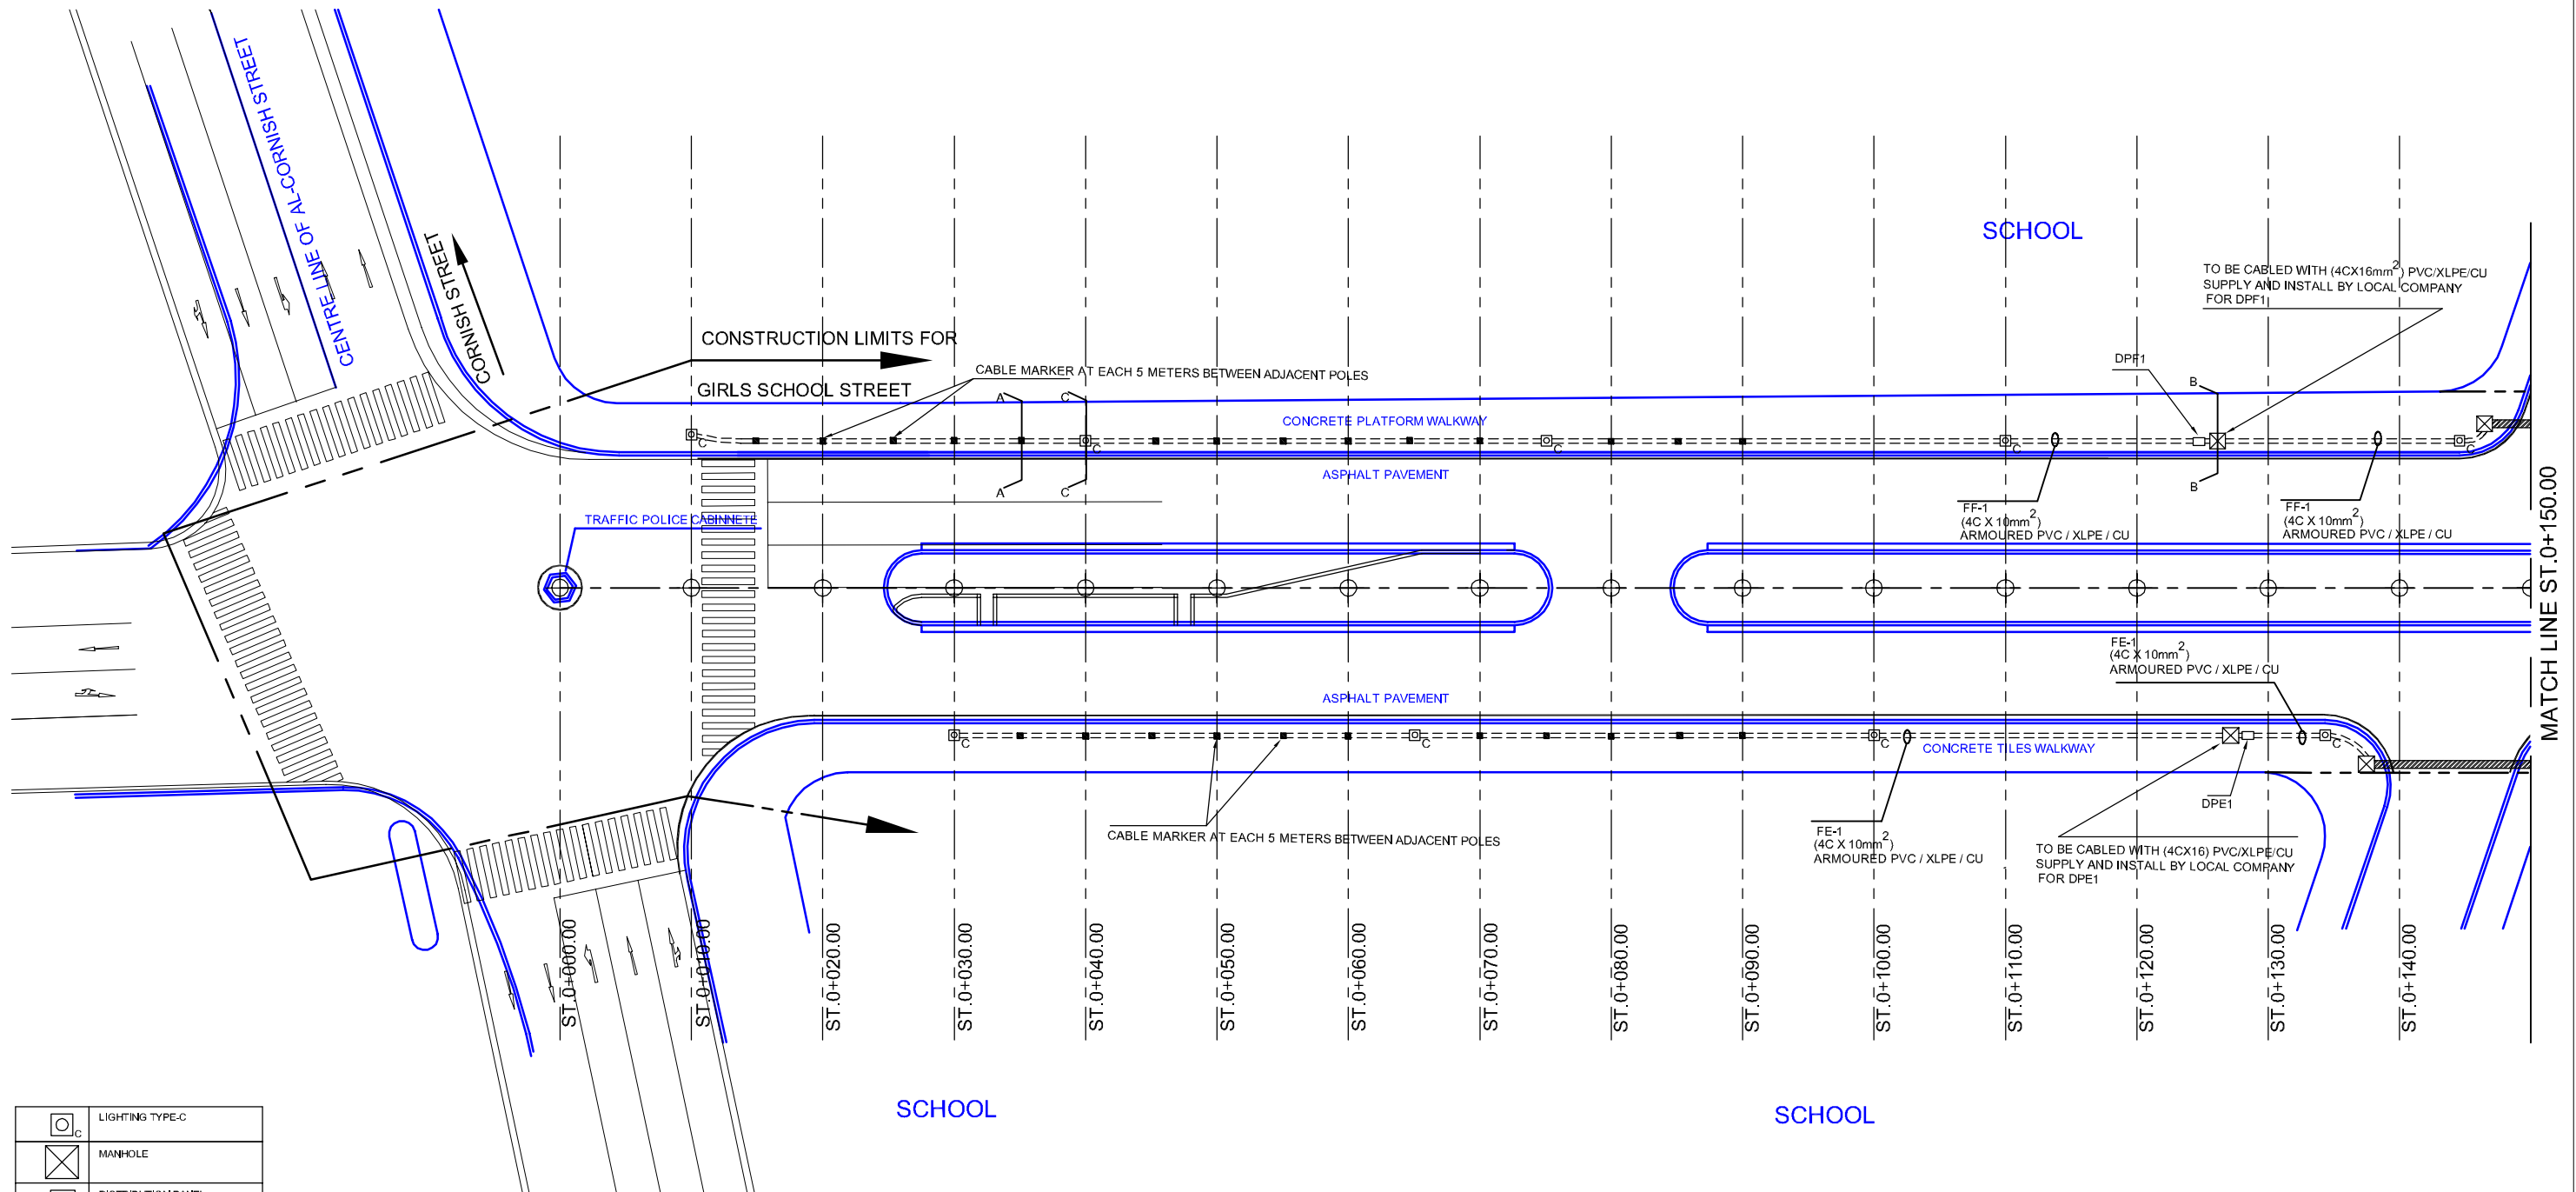 CENTRE LINE OF AL-CORNISH STREET
CORNISH STREET
SCHOOL
TO BE CABLED WITH (4CX16mm²) PVC/XLPE/CU
SUPPLY AND INSTALL BY LOCAL COMPANY
FOR DPF1
CONSTRUCTION LIMITS FOR
GIRLS SCHOOL STREET
CABLE MARKER AT EACH 5 METERS BETWEEN ADJACENT POLES
DPF1
A
C
B
CONCRETE PLATFORM WALKWAY
C
C
C
C
C
ASPHALT PAVEMENT
A
C
B
FF-1
(4C X 10mm²)
ARMOURED PVC / XLPE / CU
FF-1
(4C X 10mm²)
ARMOURED PVC / XLPE / CU
TRAFFIC POLICE CABINNETE
MATCH LINE ST.0+150.00
FE-1
(4C X 10mm²)
ARMOURED PVC / XLPE / CU
ASPHALT PAVEMENT
C
C
C
C
CONCRETE TILES WALKWAY
DPE1
CABLE MARKER AT EACH 5 METERS BETWEEN ADJACENT POLES
FE-1
(4C X 10mm²)
ARMOURED PVC / XLPE / CU
TO BE CABLED WITH (4CX16) PVC/XLPE/CU
SUPPLY AND INSTALL BY LOCAL COMPANY
FOR DPE1
ST.0+000.00
ST.0+010.00
ST.0+020.00
ST.0+030.00
ST.0+040.00
ST.0+050.00
ST.0+060.00
ST.0+070.00
ST.0+080.00
ST.0+090.00
ST.0+100.00
ST.0+110.00
ST.0+120.00
ST.0+130.00
ST.0+140.00
SCHOOL
SCHOOL
LIGHTING TYPE-C
C
MANHOLE